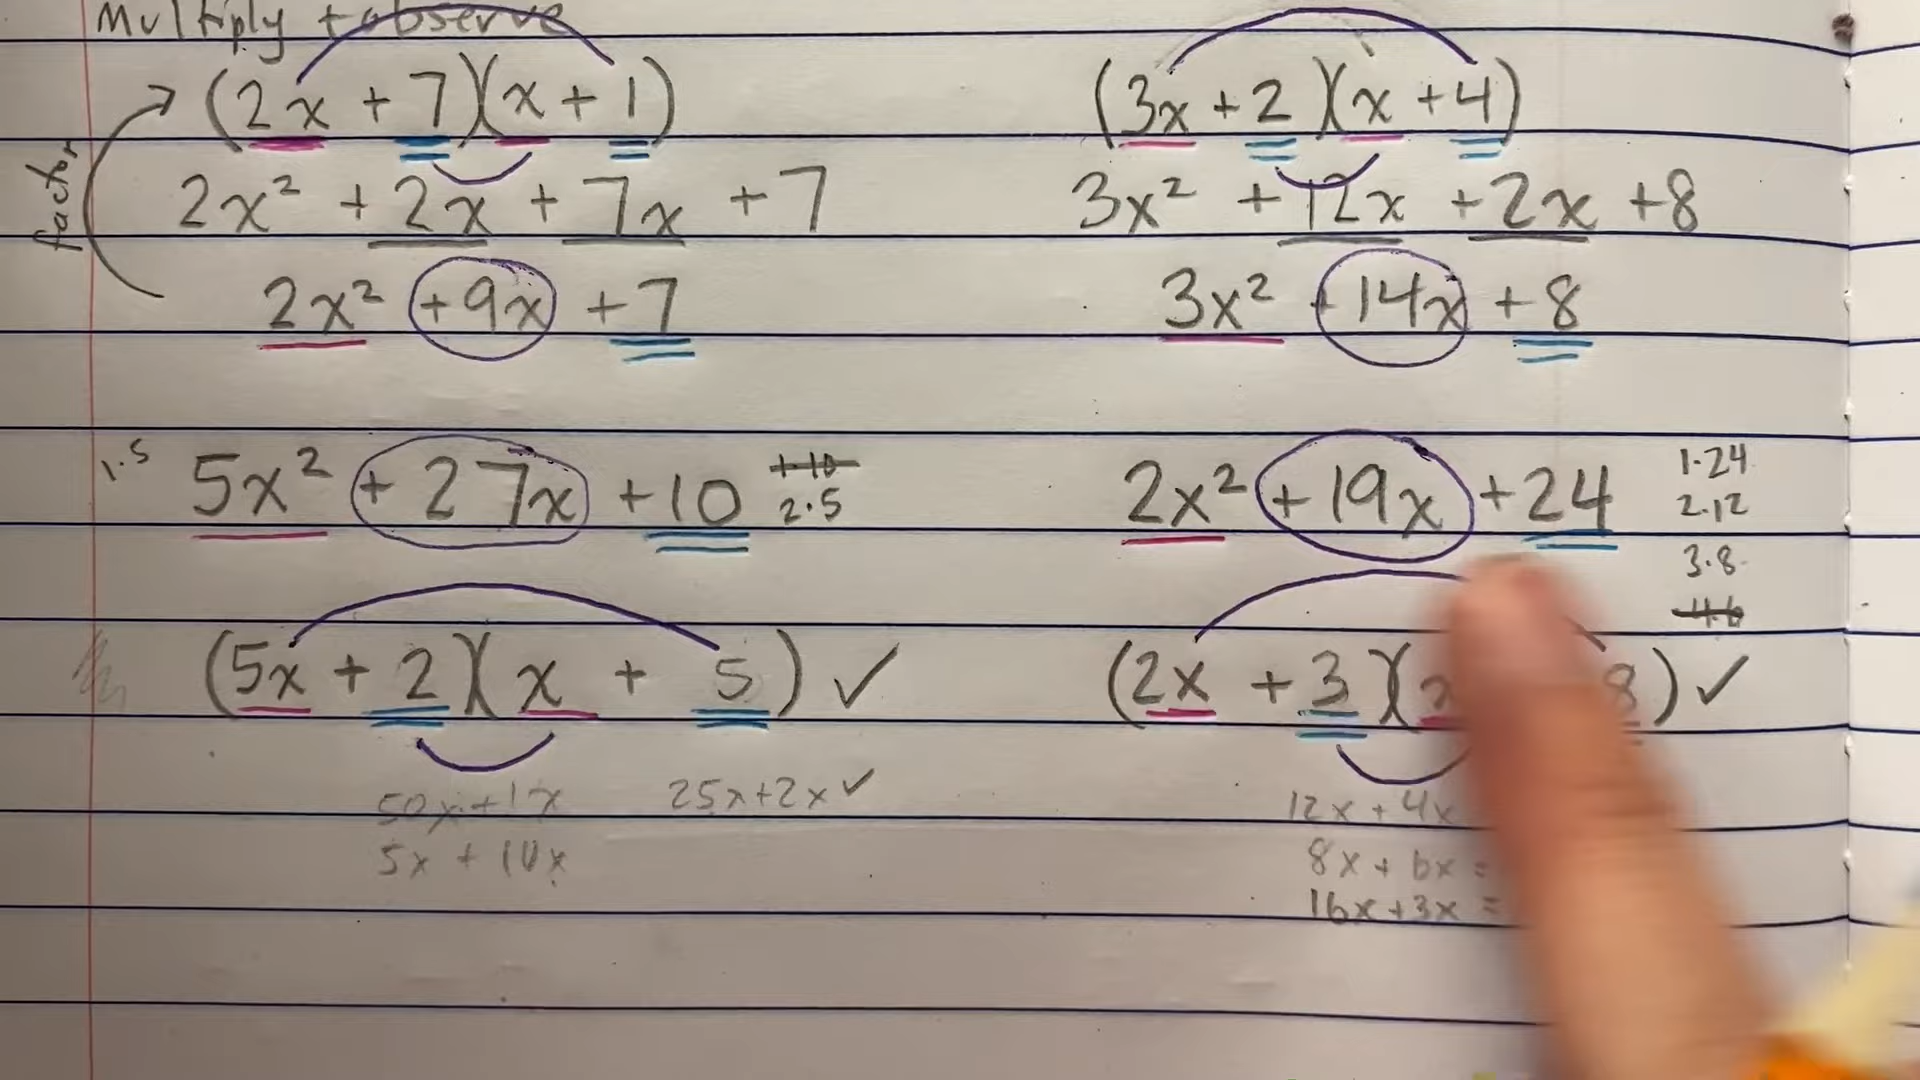 Multiply + observe
factor
(2x + 7)(x + 1)
2x² + 2x + 7x + 7
2x² + 9x + 7
(3x + 2)(x + 4)
3x² + 12x + 2x + 8
3x² + 14x + 8
1·5
5x² + 27x + 10
1·10
2·5
(5x + 2)(x + 5) ✓
50x + 1x
25x + 2x ✓
5x + 10x
2x² + 19x + 24
1·24
2·12
3·8
4·6
(2x + 3)(x 8) ✓
12x + 4x
8x + 6x =
16x + 3x =